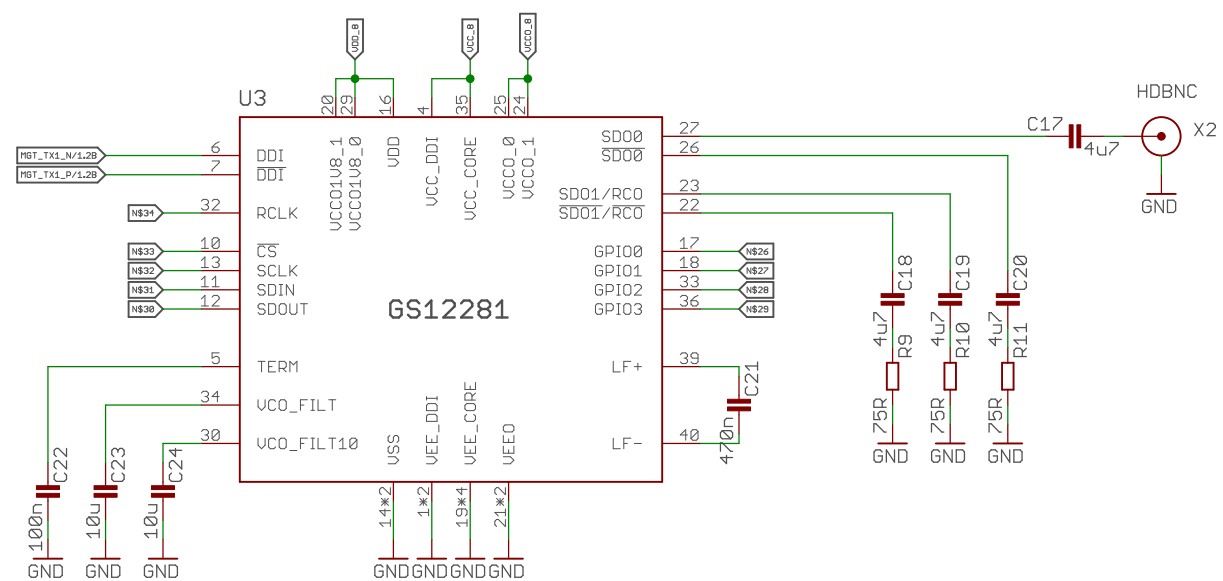 VDD_8
VCC_8
VCCO_8
U3
20
29
16
4
35
25
24
VCCO1V8_1
VCCO1V8_0
VDD
VCC_DDI
VCC_CORE
VCCO_0
VCCO_1
HDBNC
X2
C17
4u7
GND
MGT_TX1_N/1.2B
6
DDI
MGT_TX1_P/1.2B
7
DDI
N$34
32
RCLK
N$33
10
CS
N$32
13
SCLK
N$31
11
SDIN
N$30
12
SDOUT
5
TERM
34
VCO_FILT
30
VCO_FILT10
GS12281
SDO0
27
SDO0
26
SDO1/RCO
23
SDO1/RCO
22
GPIO0
17
N$26
GPIO1
18
N$27
GPIO2
33
N$28
GPIO3
36
N$29
LF+
39
LF-
40
C21
470n
C18
4u7
R9
75R
GND
C19
4u7
R10
75R
GND
C20
4u7
R11
75R
GND
VSS
VEE_DDI
VEE_CORE
VEEO
14*2
1*2
19*4
21*2
GND
GND
GND
GND
C22
100n
GND
C23
10u
GND
C24
10u
GND